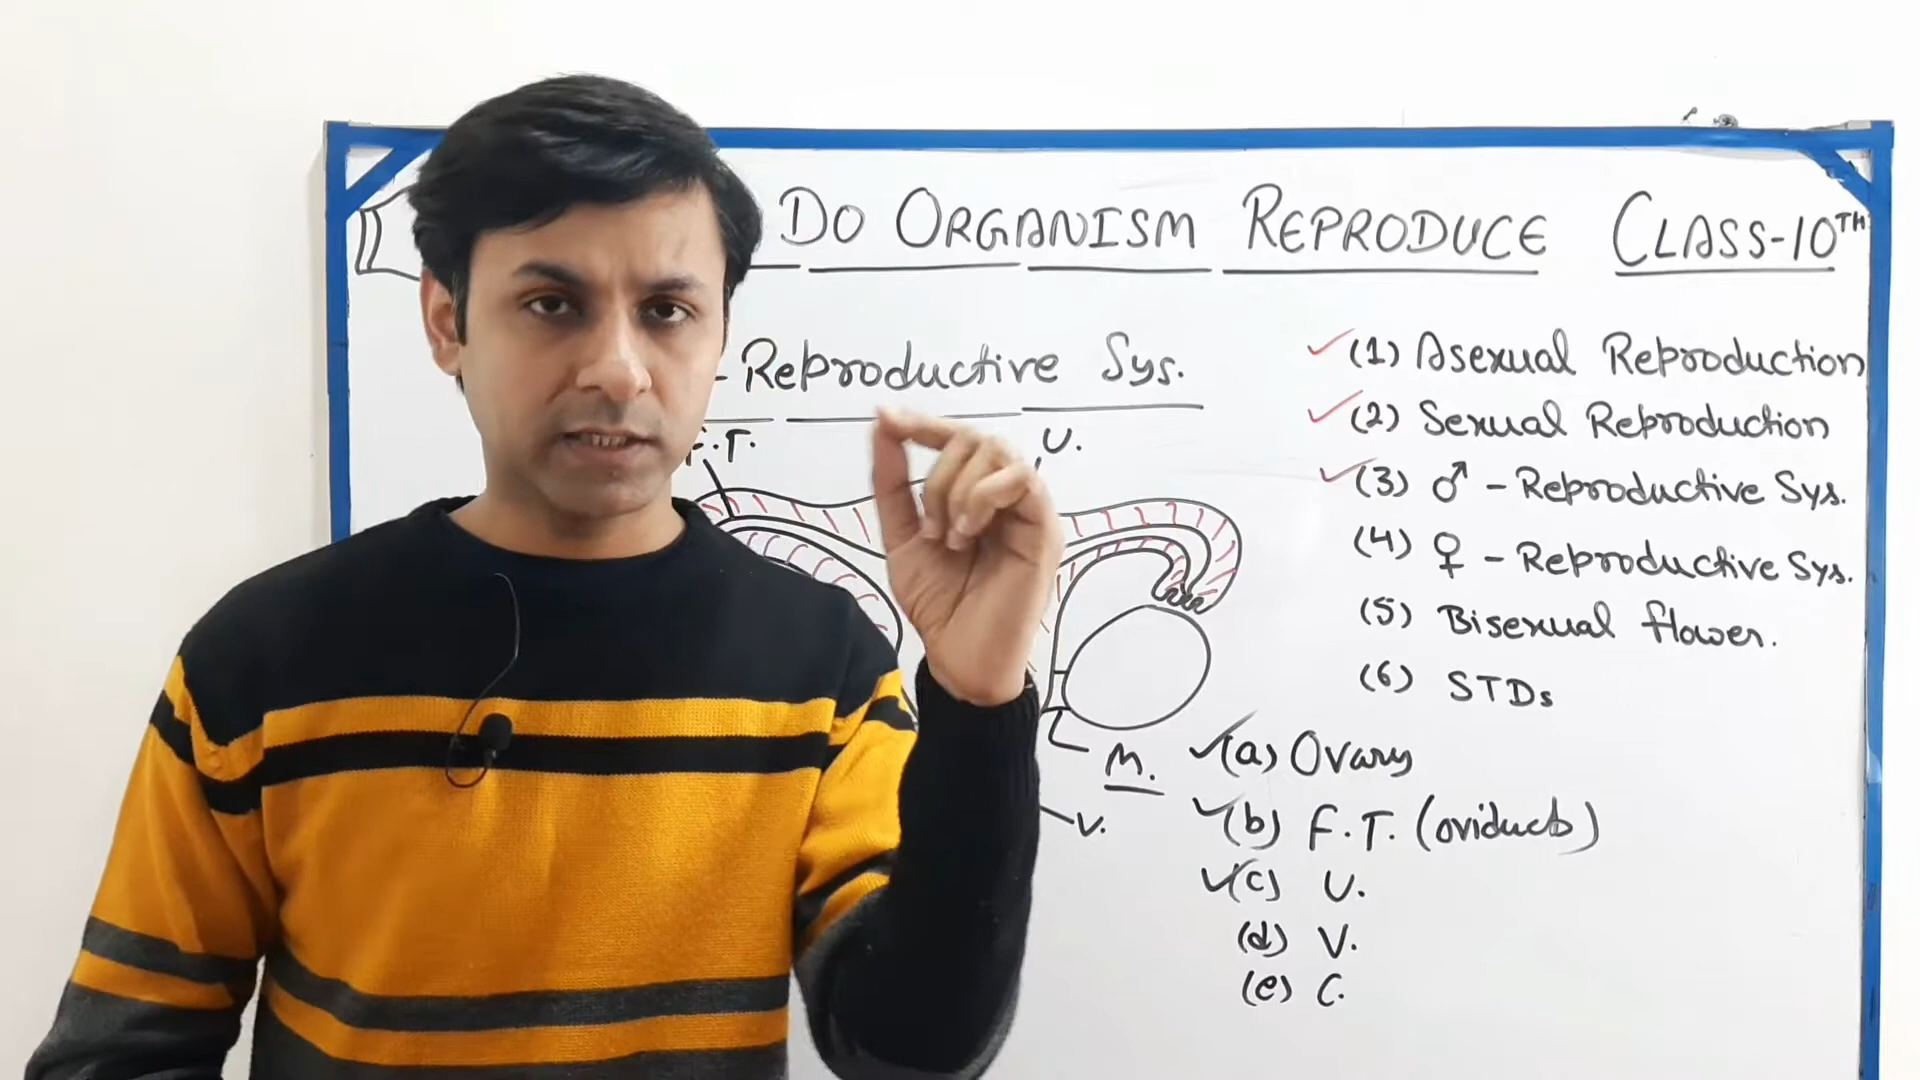 DO ORGANISM REPRODUCE CLASS-10TH
- Reproductive Sys.
F.T.
U.
M.
V.
(1) Asexual Reproduction
(2) Sexual Reproduction
(3) ♂ - Reproductive Sys.
(4) ♀ - Reproductive Sys.
(5) Bisexual flower.
(6) STDs
(a) Ovary
(b) F.T. (oviduct)
(c) U.
(d) V.
(e) C.